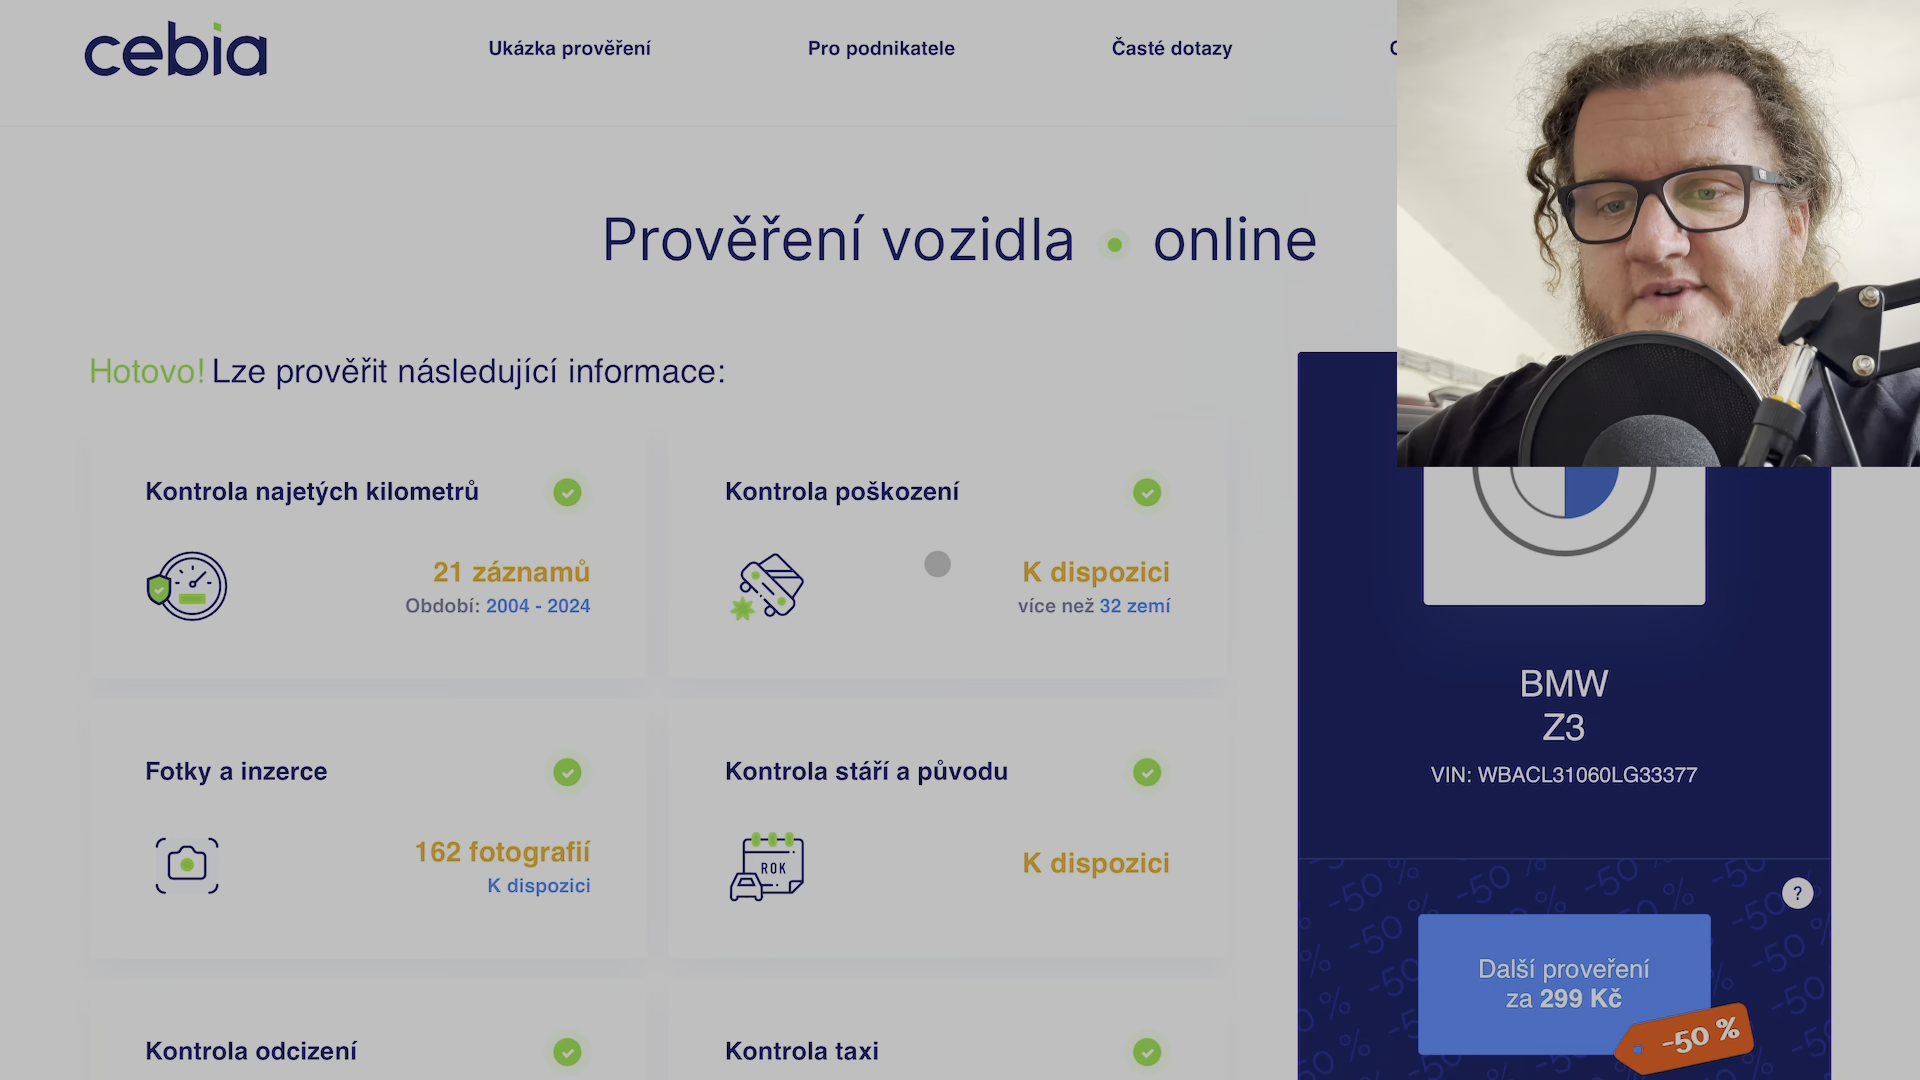 cebia
Ukázka prověření
Pro podnikatele
Časté dotazy
Prověření vozidla • online
Hotovo! Lze prověřit následující informace:
Kontrola najetých kilometrů
21 záznamů
Období: 2004 - 2024
Kontrola poškození
K dispozici
více než 32 zemí
Fotky a inzerce
162 fotografií
K dispozici
Kontrola stáří a původu
ROK
K dispozici
Kontrola odcizení
Kontrola taxi
BMW
Z3
VIN: WBACL31060LG33377
?
Další proveření
za 299 Kč
-50 %